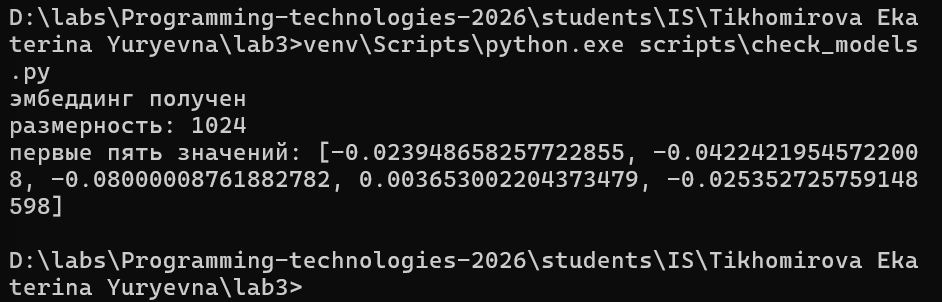 D:\labs\Programming-technologies-2026\students\IS\Tikhomirova Eka
terina Yuryevna\lab3>venv\Scripts\python.exe scripts\check_models
.py
эмбеддинг получен
размерность: 1024
первые пять значений: [-0.023948658257722855, -0.0422421954572200
8, -0.08000008761882782, 0.003653002204373479, -0.025352725759148
598]
D:\labs\Programming-technologies-2026\students\IS\Tikhomirova Eka
terina Yuryevna\lab3>